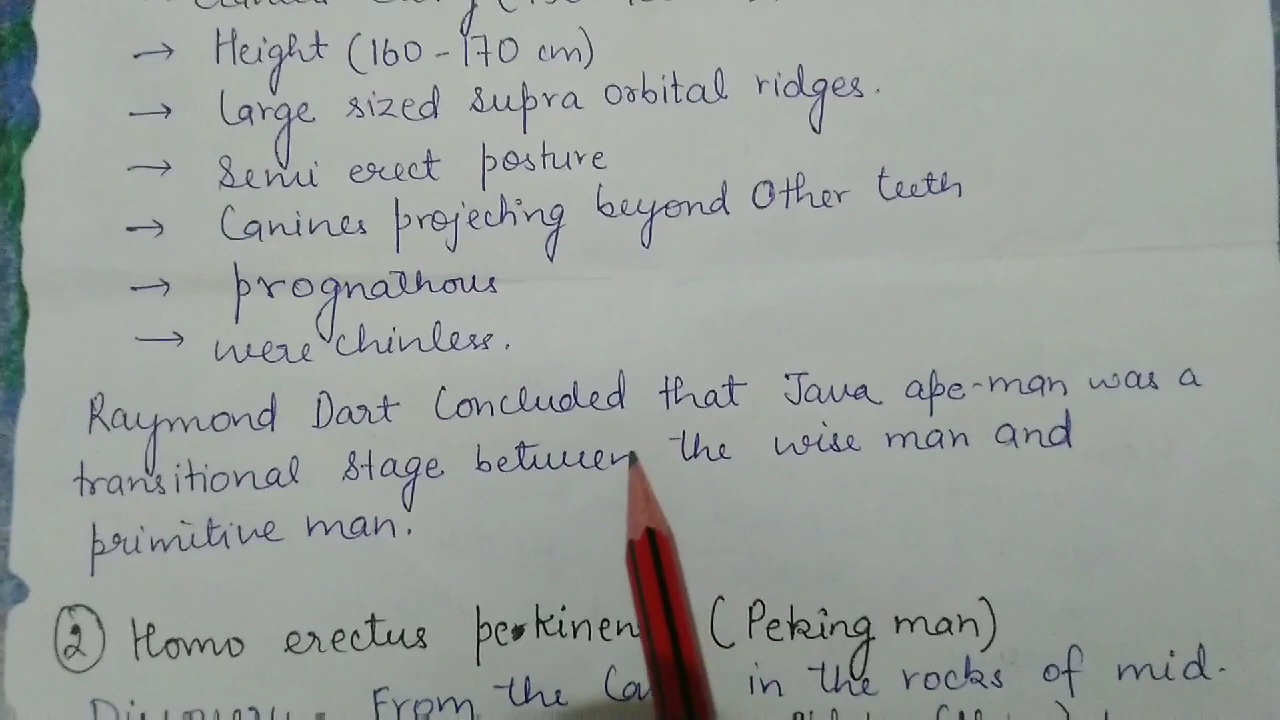 → Height (160-170 cm)
→ large sized supra orbital ridges.
→ Semi erect posture
→ Canines projecting beyond Other teeth
→ prognathous
→ were chinless.
Raymond Dart Concluded that Java ape-man was a
transitional stage between the wise man and
primitive man.
② Homo erectus (Peking man)
From the in the rocks of mid-